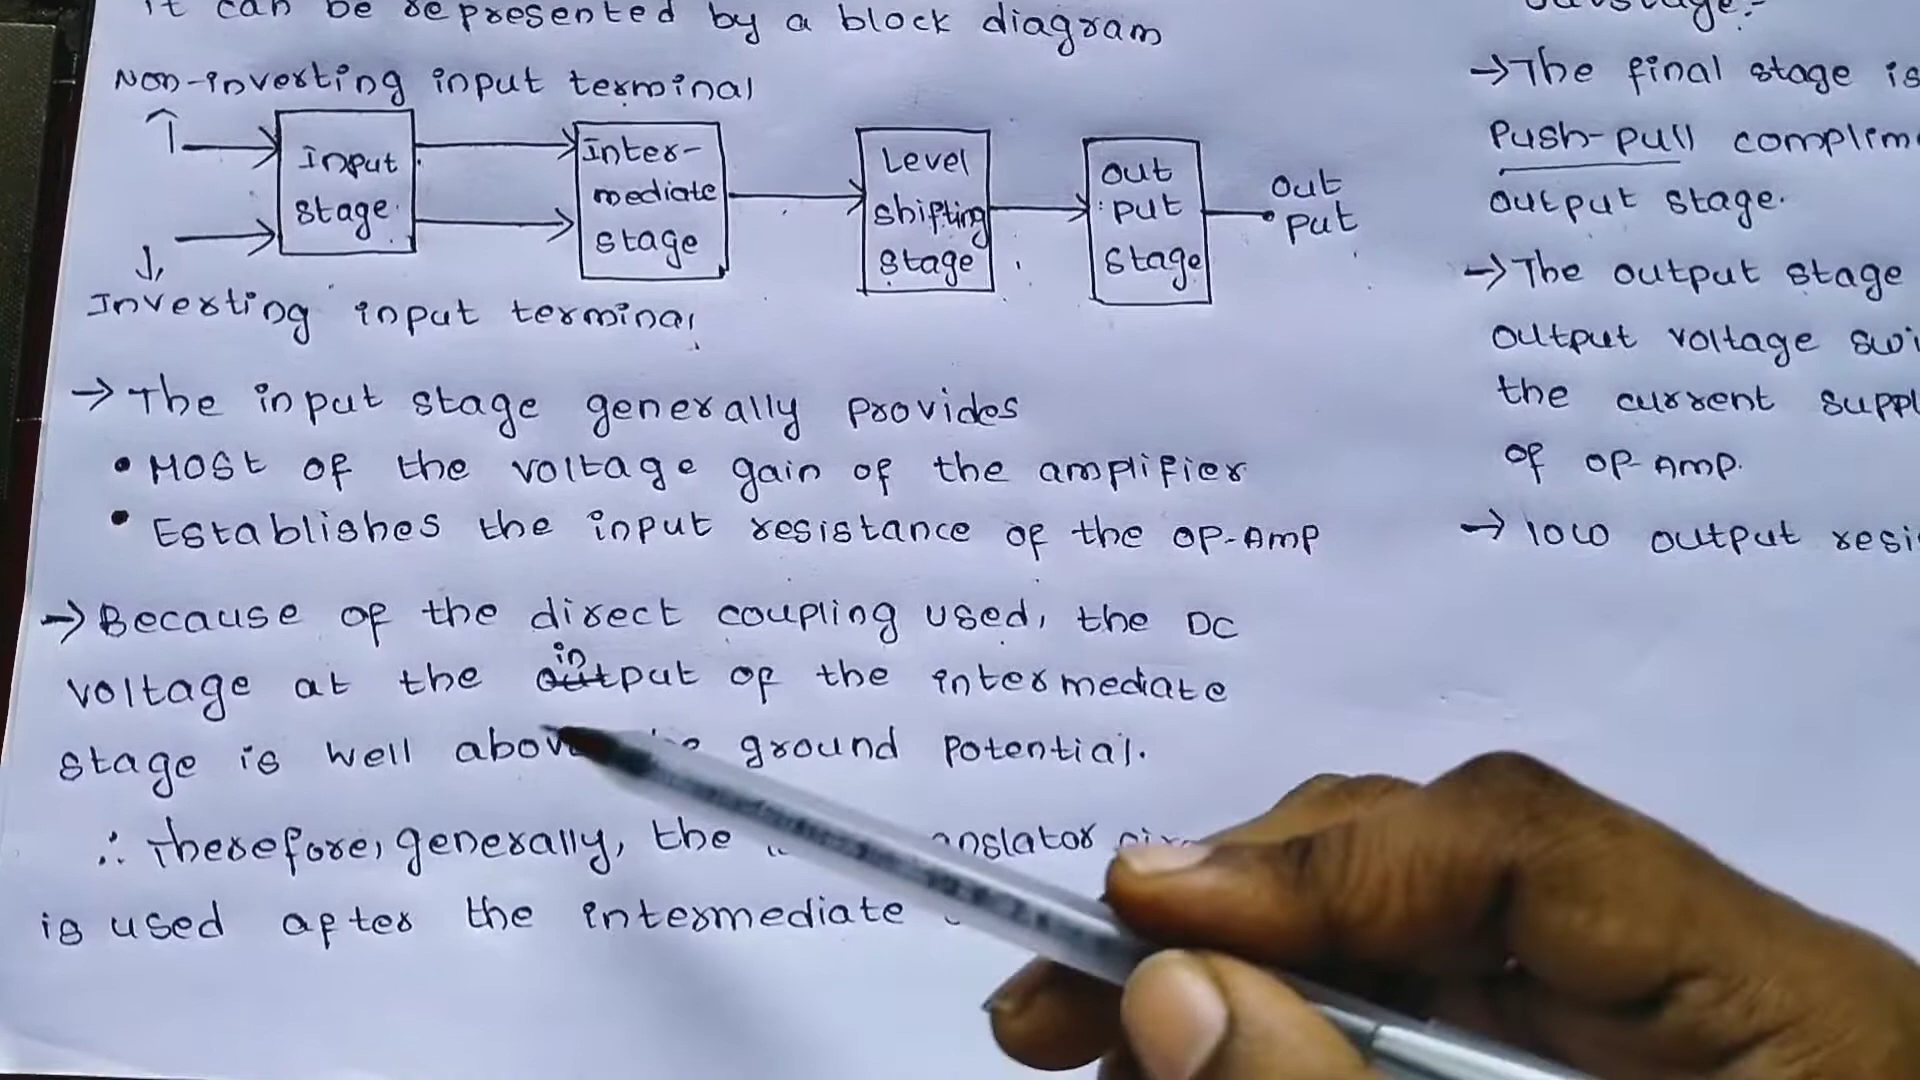 it can be represented by a block diagram
Non-inverting input terminal
Input
stage
Inter-
mediate
stage
Level
shifting
stage
out
put
stage
out
put
Inverting input terminal
→ The input stage generally provides
• Most of the voltage gain of the amplifier
• Establishes the input resistance of the OP-Amp
→ Because of the direct coupling used, the DC
in
voltage at the output of the intermediate
stage is well above ground potential.
∴ Therefore, generally, the
is used after the intermediate
→ The final stage is
Push-pull
output stage.
→ The output stage
output voltage
the current
of OP-Amp.
→ low output